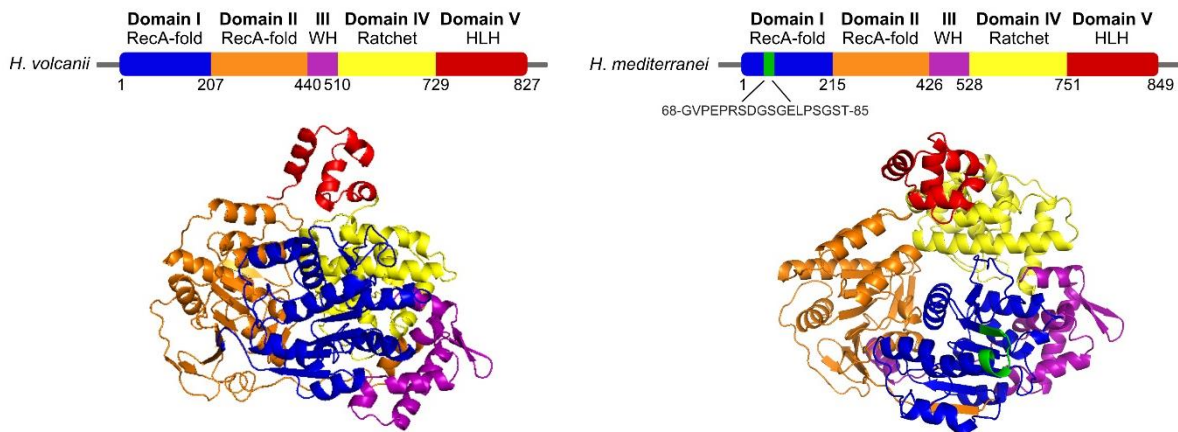 Domain I Domain II III Domain IV Domain V
RecA-fold RecA-fold WH Ratchet HLH
H. volcanii
1 207 440 510 729 827
Domain I Domain II III Domain IV Domain V
RecA-fold RecA-fold WH Ratchet HLH
H. mediterranei
1 215 426 528 751 849
68-GVPEPRSDGSGELPSGST-85